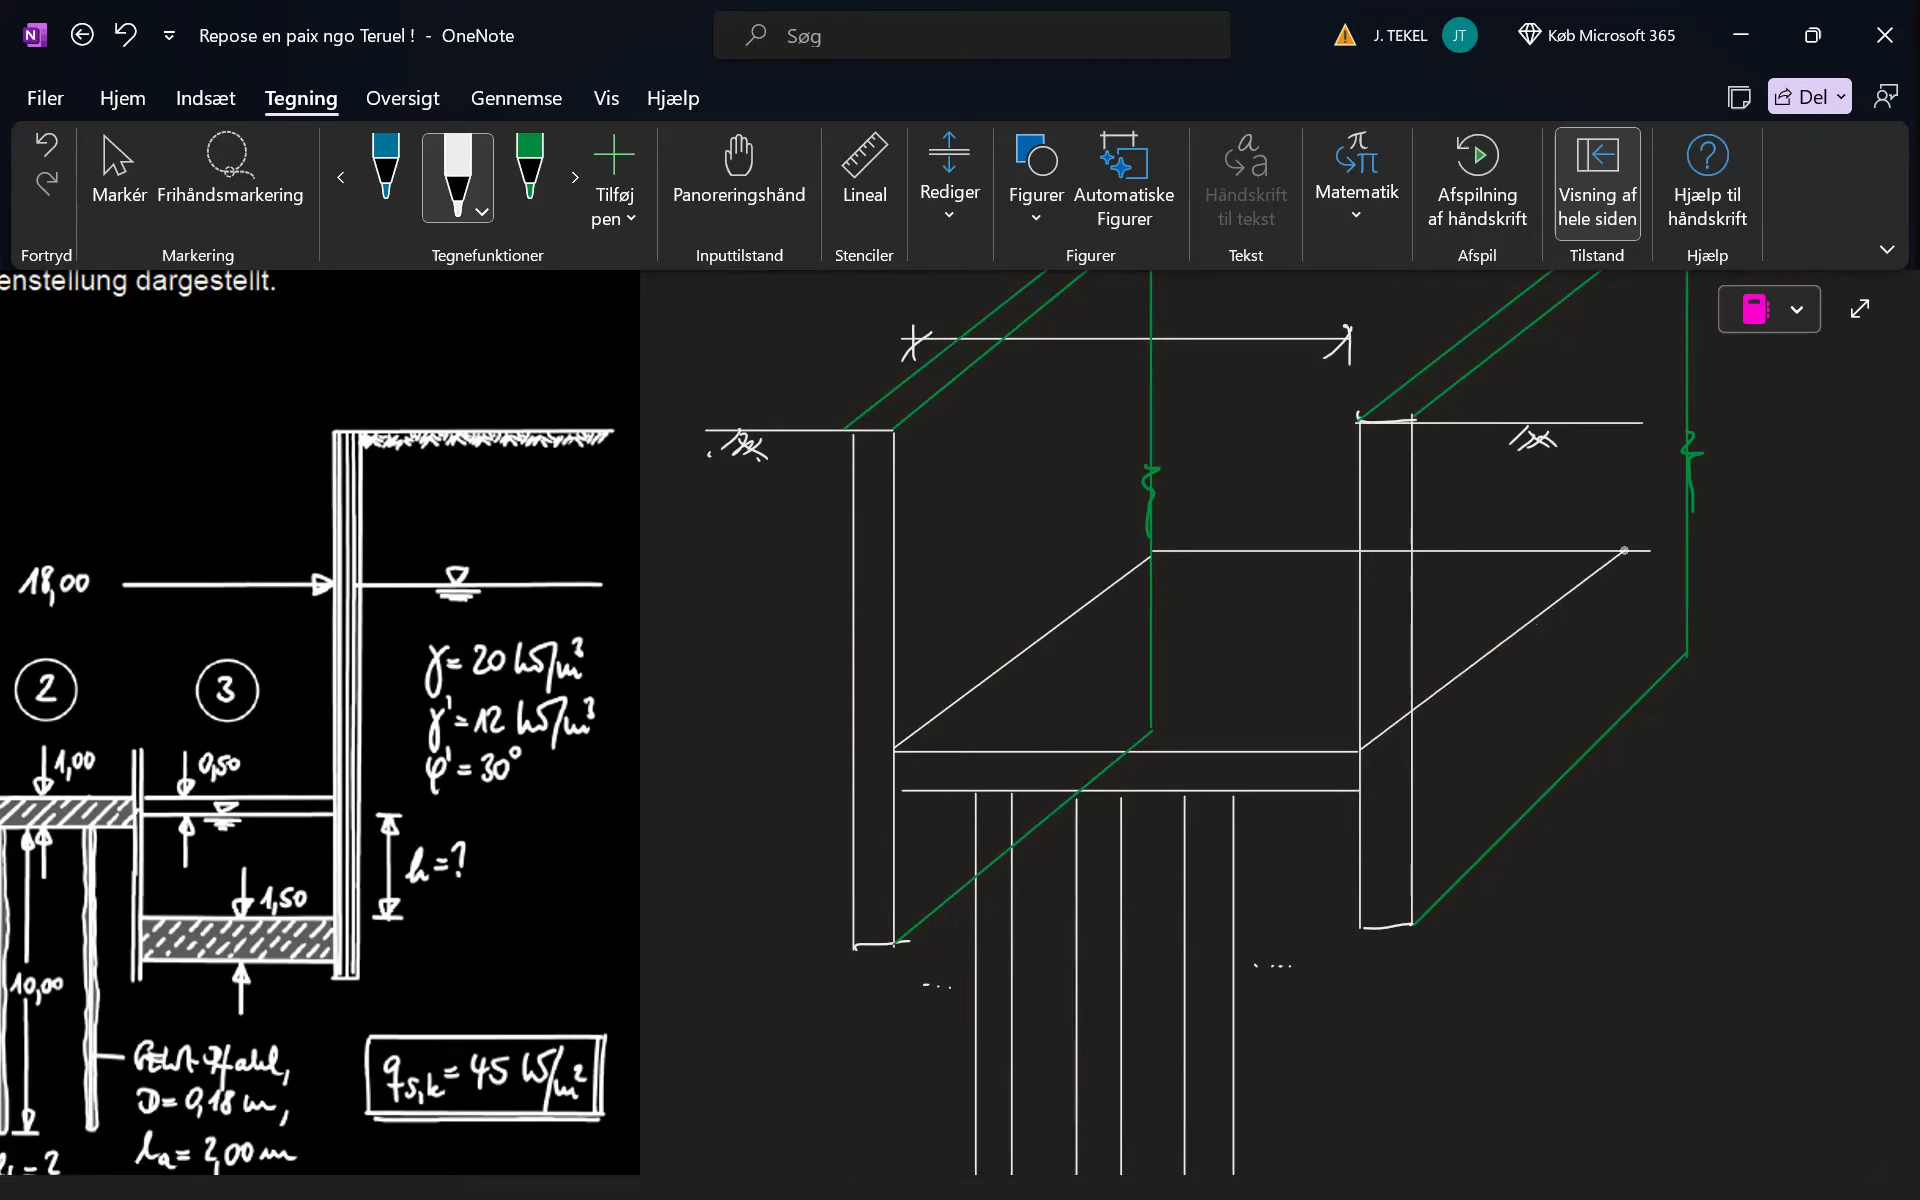 Repose en paix ngo Teruel ! - OneNote
Søg
J. TEKEL
JT
Køb Microsoft 365
Filer
Hjem
Indsæt
Tegning
Oversigt
Gennemse
Vis
Hjælp
Del
Markér
Frihåndsmarkering
Tilføj
pen
Panoreringshånd
Lineal
Rediger
Figurer
Automatiske
Figurer
Håndskrift
til tekst
Matematik
Afspilning
af håndskrift
Visning af
hele siden
Hjælp til
håndskrift
Fortryd
Markering
Tegnefunktioner
Inputtilstand
Stenciler
Figurer
Tekst
Afspil
Tilstand
Hjælp
enstellung dargestellt.
18,00
γ = 20 kN/m³
γ' = 12 kN/m³
φ' = 30°
2
3
1,00
0,50
h = ?
1,50
10,00
D = 0,18 m,
la = 2,00 m
qs,k = 45 kN/m²